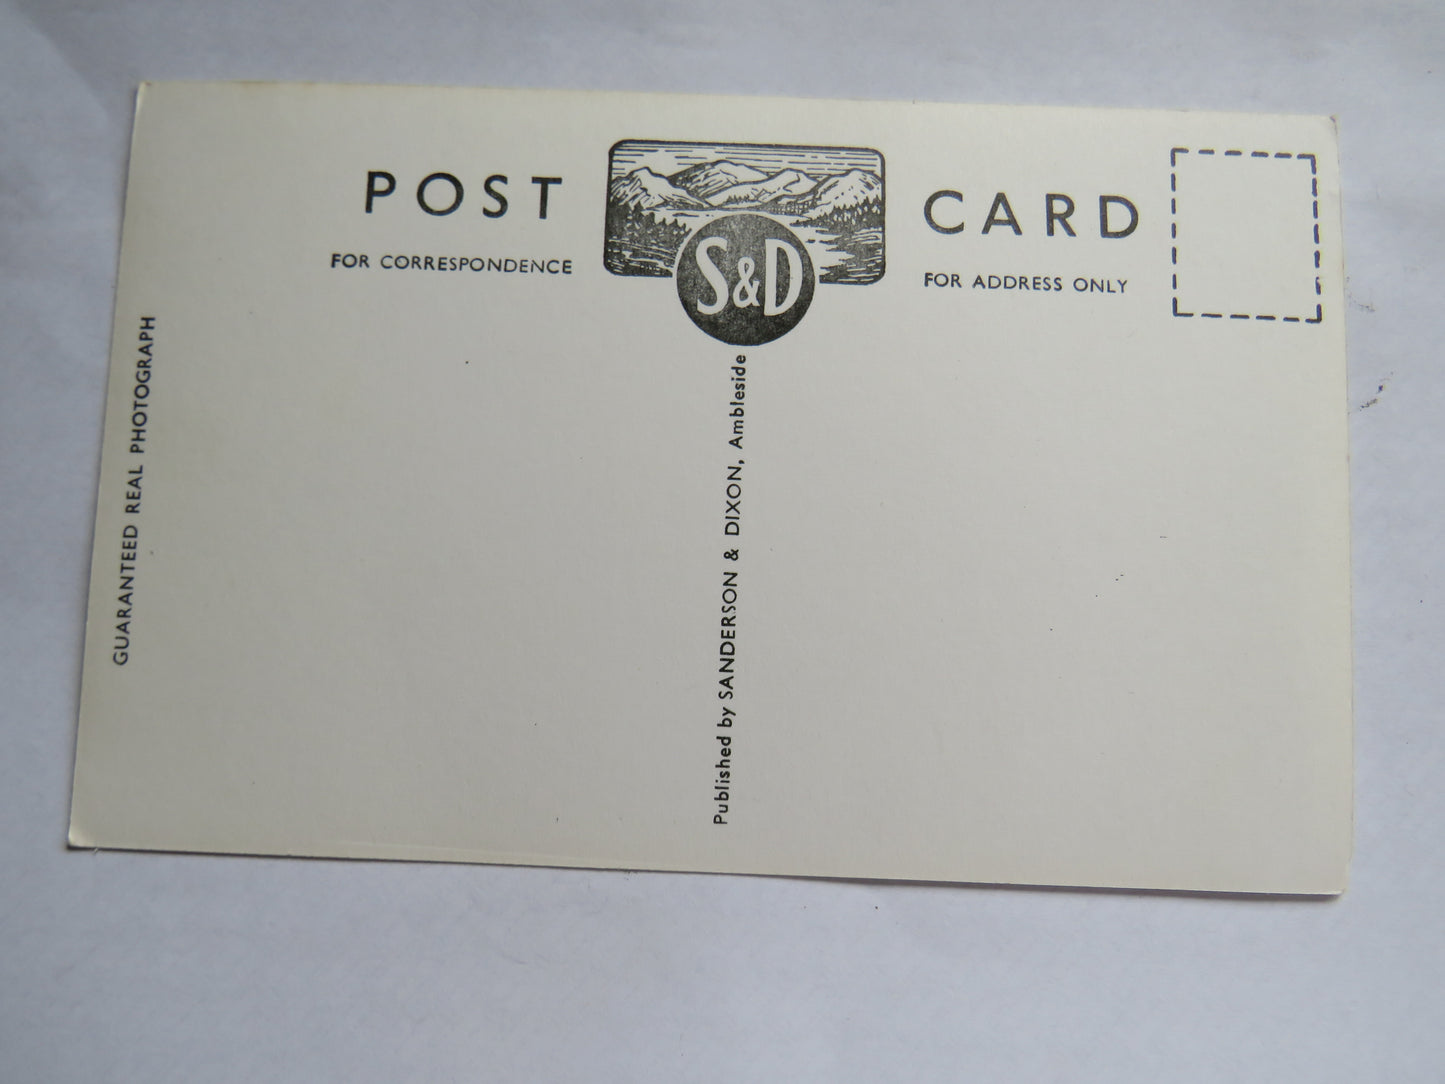 POST CARD
FOR CORRESPONDENCE
S&D
FOR ADDRESS ONLY
GUARANTEED REAL PHOTOGRAPH
Published by SANDERSON & DIXON, Ambleside